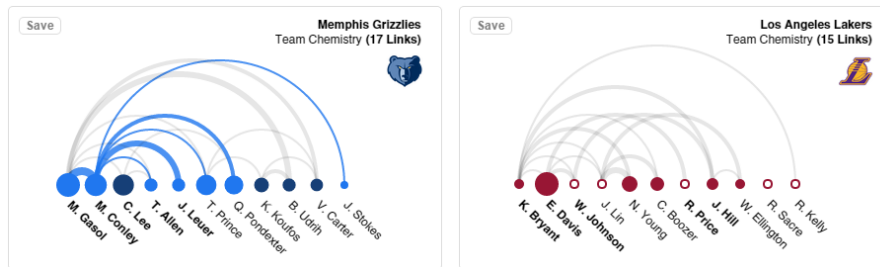 Save
Memphis Grizzlies
Team Chemistry (17 Links)
M. Gasol
M. Conley
C. Lee
T. Allen
J. Leuer
T. Prince
Q. Pondexter
K. Koufos
B. Udrih
V. Carter
J. Stokes
Save
Los Angeles Lakers
Team Chemistry (15 Links)
K. Bryant
E. Davis
W. Johnson
J. Lin
N. Young
C. Boozer
R. Price
J. Hill
W. Ellington
R. Sacre
R. Kelly